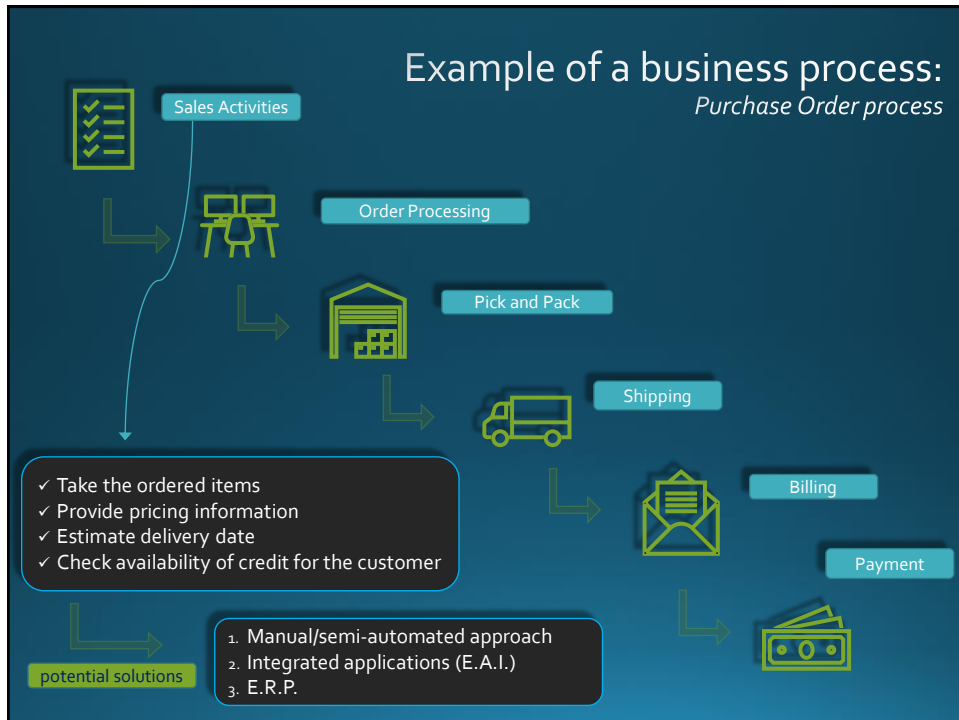 Example of a business process:
Purchase Order process
Sales Activities
Order Processing
Pick and Pack
Shipping
Billing
Payment
✓ Take the ordered items
✓ Provide pricing information
✓ Estimate delivery date
✓ Check availability of credit for the customer
potential solutions
1. Manual/semi-automated approach
2. Integrated applications (E.A.I.)
3. E.R.P.